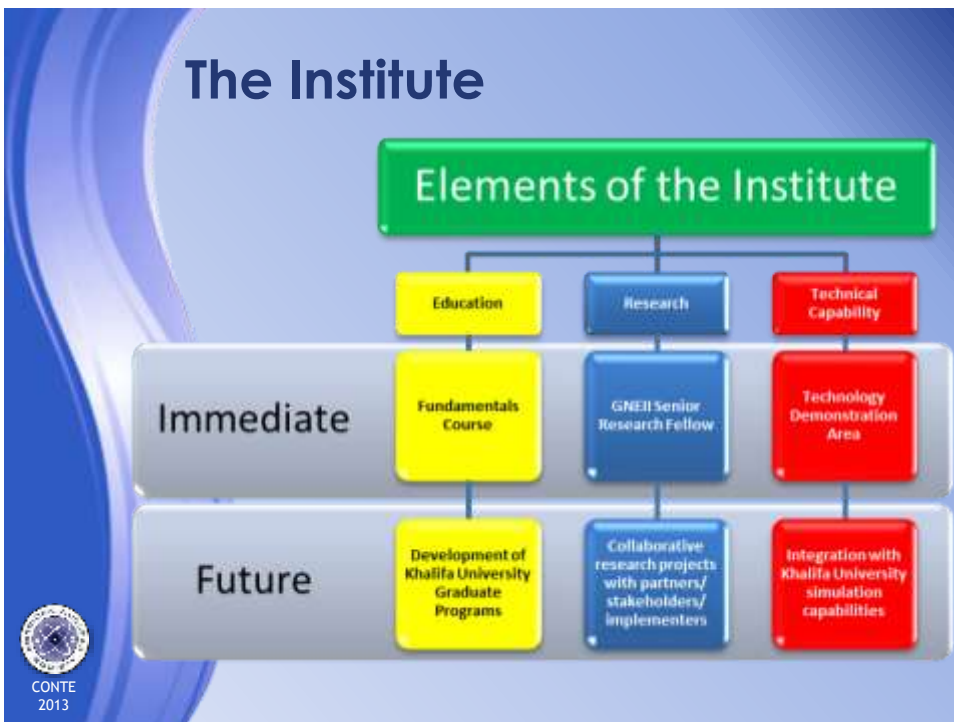 The Institute
Elements of the Institute
Education
Research
Technical
Capability
Immediate
Fundamentals
Course
GNEII Senior
Research Fellow
Technology
Demonstration
Area
Future
Development of
Khalifa University
Graduate
Programs
Collaborative
research projects
with partners/
stakeholders/
implementers
Integration with
Khalifa University
simulation
capabilities
CONTE
2013